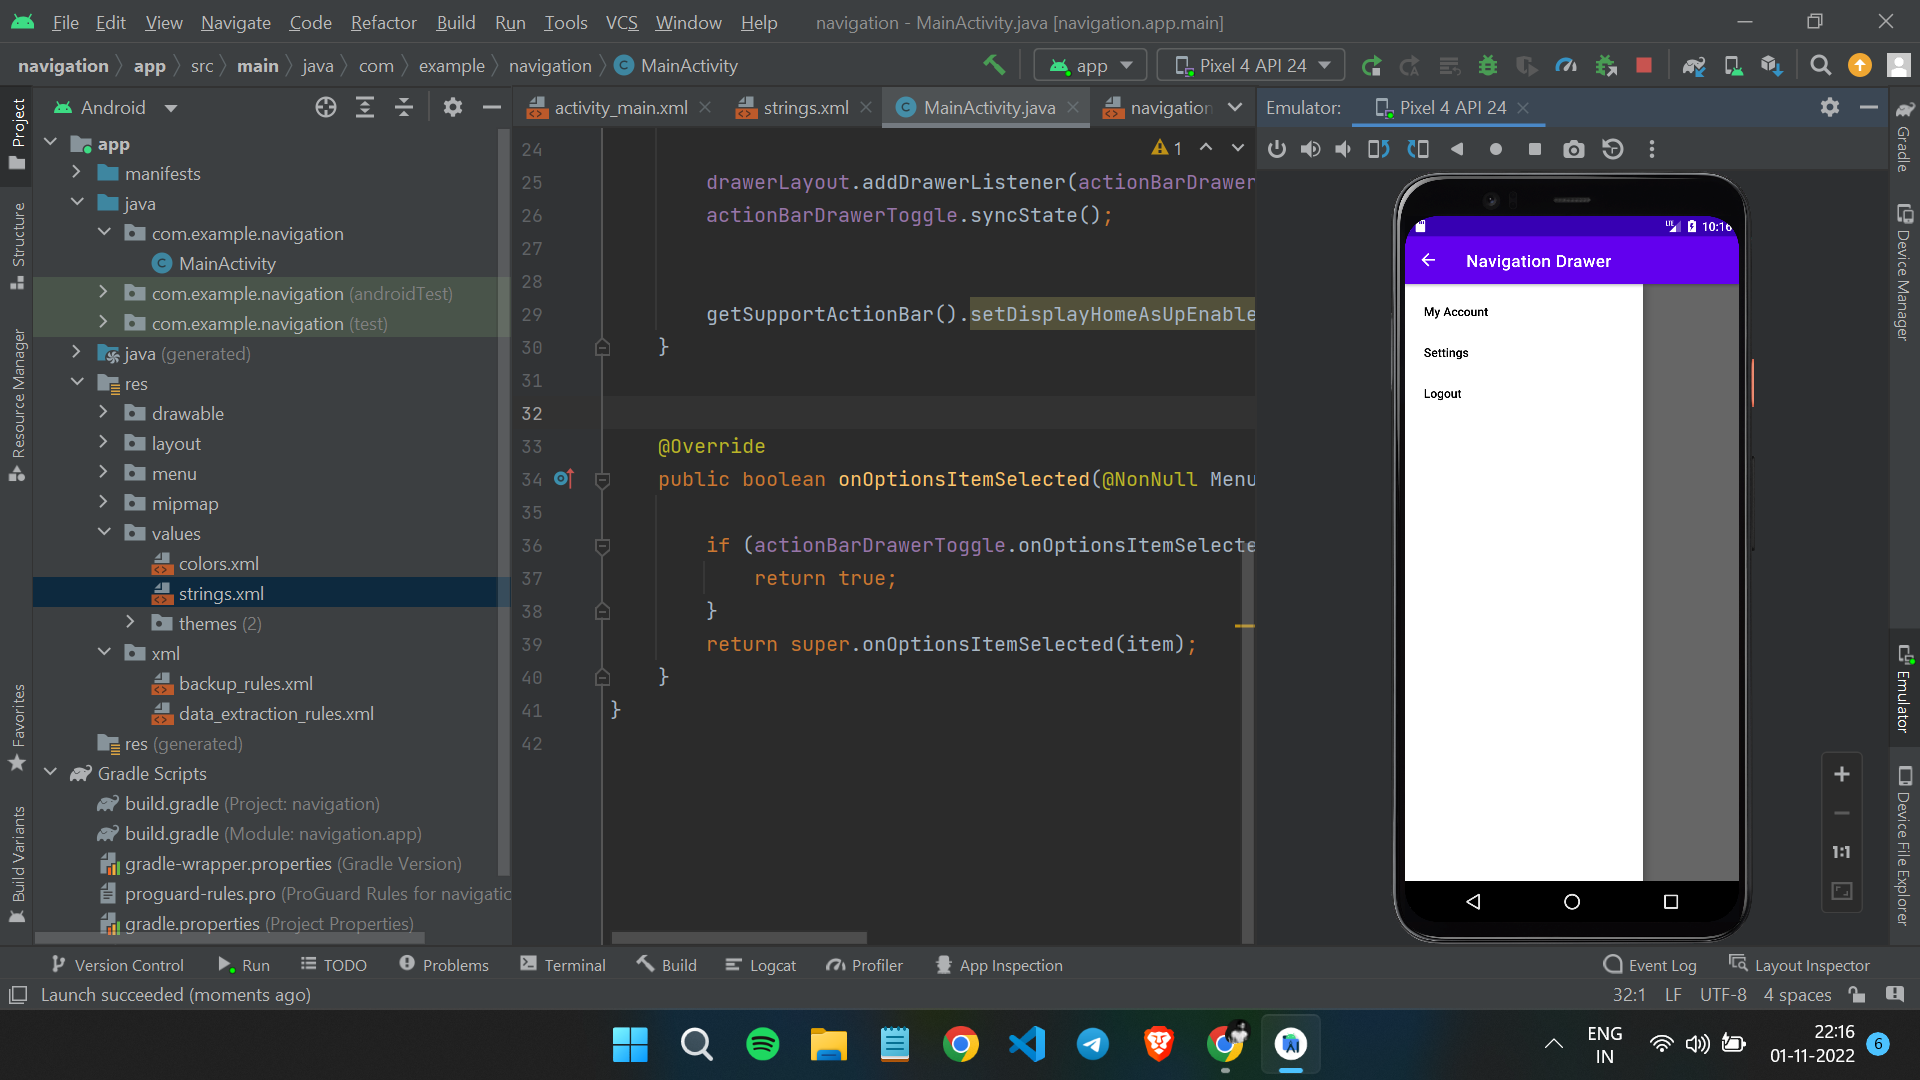 File Edit View Navigate Code Refactor Build Run Tools VCS Window Help navigation - MainActivity.java [navigation.app.main]
navigation app src main java com example navigation C MainActivity app Pixel 4 API 24
Android
activity_main.xml strings.xml C MainActivity.java navigation
Emulator: Pixel 4 API 24
Project
Structure
Resource Manager
Favorites
Build Variants
app
manifests
java
com.example.navigation
C MainActivity
com.example.navigation (androidTest)
com.example.navigation (test)
java (generated)
res
drawable
layout
menu
mipmap
values
colors.xml
strings.xml
themes (2)
xml
backup_rules.xml
data_extraction_rules.xml
res (generated)
Gradle Scripts
build.gradle (Project: navigation)
build.gradle (Module: navigation.app)
gradle-wrapper.properties (Gradle Version)
proguard-rules.pro (ProGuard Rules for navigatic
gradle.properties (Project Properties)
1
24
25 drawerLayout.addDrawerListener(actionBarDrawer
26 actionBarDrawerToggle.syncState();
27
28
29 getSupportActionBar().setDisplayHomeAsUpEnable
30 }
31
32
33 @Override
34 public boolean onOptionsItemSelected(@NonNull Menu
35
36 if (actionBarDrawerToggle.onOptionsItemSelecte
37 return true;
38 }
39 return super.onOptionsItemSelected(item);
40 }
41 }
42
LTE 10:16
Navigation Drawer
My Account
Settings
Logout
1:1
Gradle
Device Manager
Emulator
Device File Explorer
Version Control Run TODO Problems Terminal Build Logcat Profiler App Inspection Event Log Layout Inspector
Launch succeeded (moments ago) 32:1 LF UTF-8 4 spaces
ENG
IN
22:16
01-11-2022
6